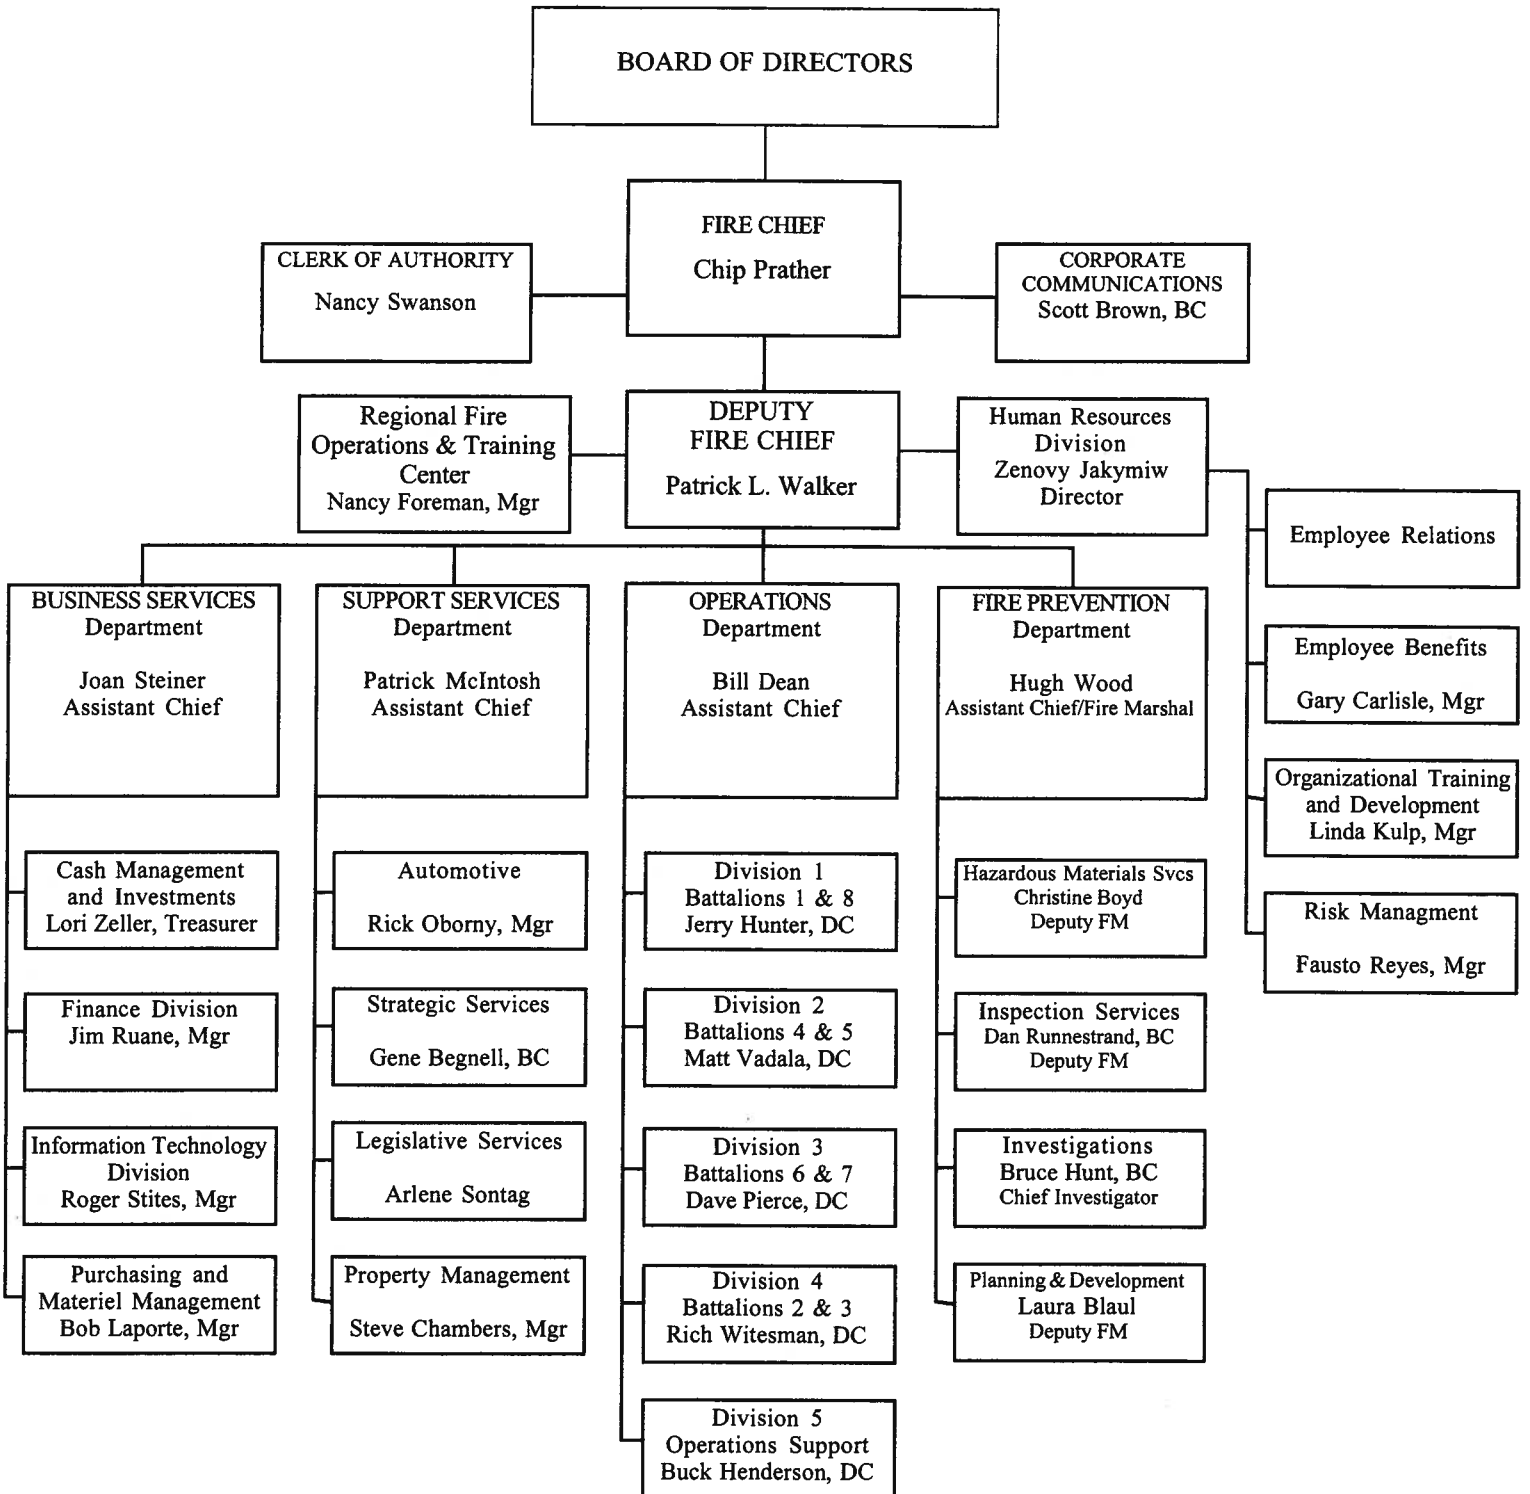 BOARD OF DIRECTORS
FIRE CHIEF
Chip Prather
CLERK OF AUTHORITY
Nancy Swanson
CORPORATE
COMMUNICATIONS
Scott Brown, BC
Regional Fire
Operations & Training
Center
Nancy Foreman, Mgr
DEPUTY
FIRE CHIEF
Patrick L. Walker
Human Resources
Division
Zenovy Jakymiw
Director
Employee Relations
Employee Benefits
Gary Carlisle, Mgr
Organizational Training
and Development
Linda Kulp, Mgr
Risk Managment
Fausto Reyes, Mgr
BUSINESS SERVICES
Department
Joan Steiner
Assistant Chief
Cash Management
and Investments
Lori Zeller, Treasurer
Finance Division
Jim Ruane, Mgr
Information Technology
Division
Roger Stites, Mgr
Purchasing and
Materiel Management
Bob Laporte, Mgr
SUPPORT SERVICES
Department
Patrick McIntosh
Assistant Chief
Automotive
Rick Oborny, Mgr
Strategic Services
Gene Begnell, BC
Legislative Services
Arlene Sontag
Property Management
Steve Chambers, Mgr
OPERATIONS
Department
Bill Dean
Assistant Chief
Division 1
Battalions 1 & 8
Jerry Hunter, DC
Division 2
Battalions 4 & 5
Matt Vadala, DC
Division 3
Battalions 6 & 7
Dave Pierce, DC
Division 4
Battalions 2 & 3
Rich Witesman, DC
Division 5
Operations Support
Buck Henderson, DC
FIRE PREVENTION
Department
Hugh Wood
Assistant Chief/Fire Marshal
Hazardous Materials Svcs
Christine Boyd
Deputy FM
Inspection Services
Dan Runnestrand, BC
Deputy FM
Investigations
Bruce Hunt, BC
Chief Investigator
Planning & Development
Laura Blaul
Deputy FM